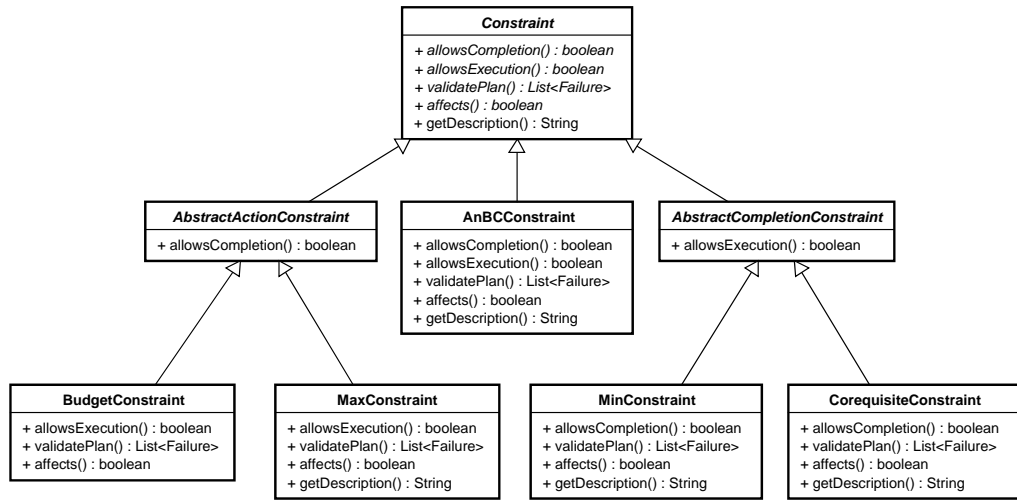 Constraint
+ allowsCompletion() : boolean
+ allowsExecution() : boolean
+ validatePlan() : List<Failure>
+ affects() : boolean
+ getDescription() : String
AbstractActionConstraint
+ allowsCompletion() : boolean
AnBCConstraint
+ allowsCompletion() : boolean
+ allowsExecution() : boolean
+ validatePlan() : List<Failure>
+ affects() : boolean
+ getDescription() : String
AbstractCompletionConstraint
+ allowsExecution() : boolean
BudgetConstraint
+ allowsExecution() : boolean
+ validatePlan() : List<Failure>
+ affects() : boolean
MaxConstraint
+ allowsExecution() : boolean
+ validatePlan() : List<Failure>
+ affects() : boolean
+ getDescription() : String
MinConstraint
+ allowsCompletion() : boolean
+ validatePlan() : List<Failure>
+ affects() : boolean
+ getDescription() : String
CorequisiteConstraint
+ allowsCompletion() : boolean
+ validatePlan() : List<Failure>
+ affects() : boolean
+ getDescription() : String